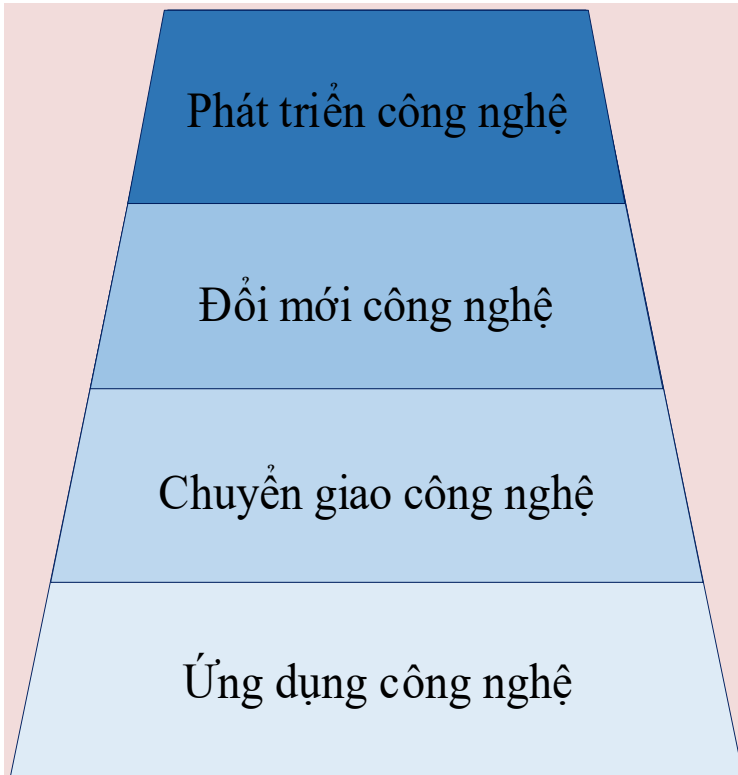 Phát triển công nghệ
Đổi mới công nghệ
Chuyển giao công nghệ
Ứng dụng công nghệ